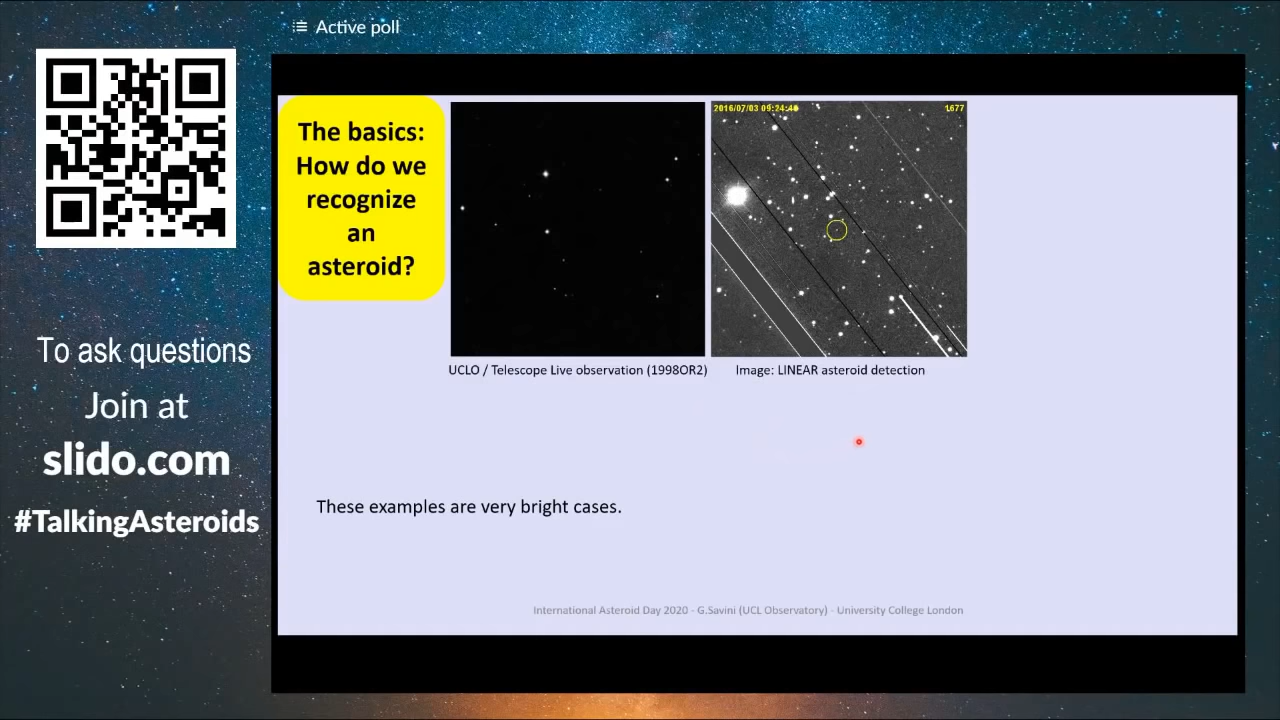 Active poll
The basics:
How do we
recognize
an
asteroid?
2016/07/03 09:24:40
1677
UCLO / Telescope Live observation (1998OR2)
Image: LINEAR asteroid detection
To ask questions
Join at
slido.com
#TalkingAsteroids
These examples are very bright cases.
International Asteroid Day 2020 - G.Savini (UCL Observatory) - University College London